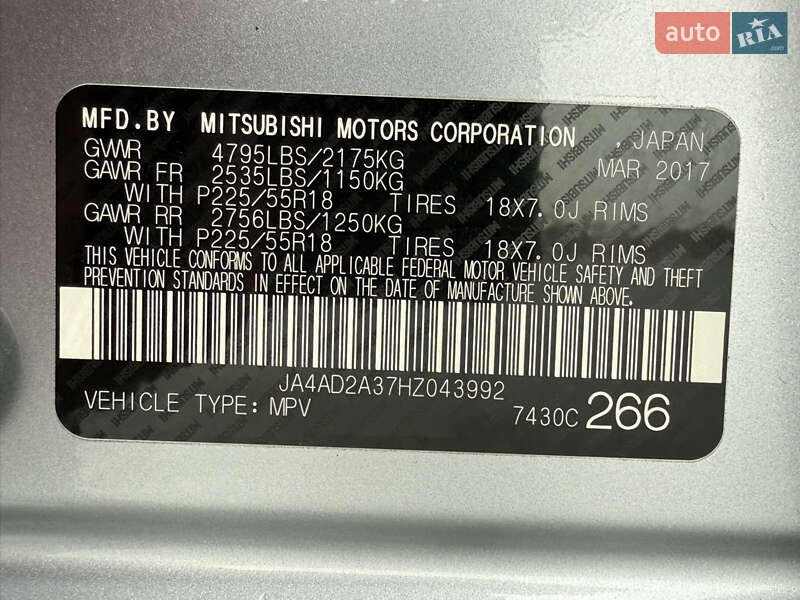 auto RIA
.com
MFD.BY MITSUBISHI MOTORS CORPORATION , JAPAN
GVWR 4795LBS/2175KG MAR 2017
GAWR FR 2535LBS/1150KG
WITH P225/55R18 TIRES 18X7.0J RIMS
GAWR RR 2756LBS/1250KG
WITH P225/55R18 TIRES 18X7.0J RIMS
THIS VEHICLE CONFORMS TO ALL APPLICABLE FEDERAL MOTOR VEHICLE SAFETY AND THEFT
PREVENTION STANDARDS IN EFFECT ON THE DATE OF MANUFACTURE SHOWN ABOVE.
JA4AD2A37HZ043992
VEHICLE TYPE: MPV 7430C 266